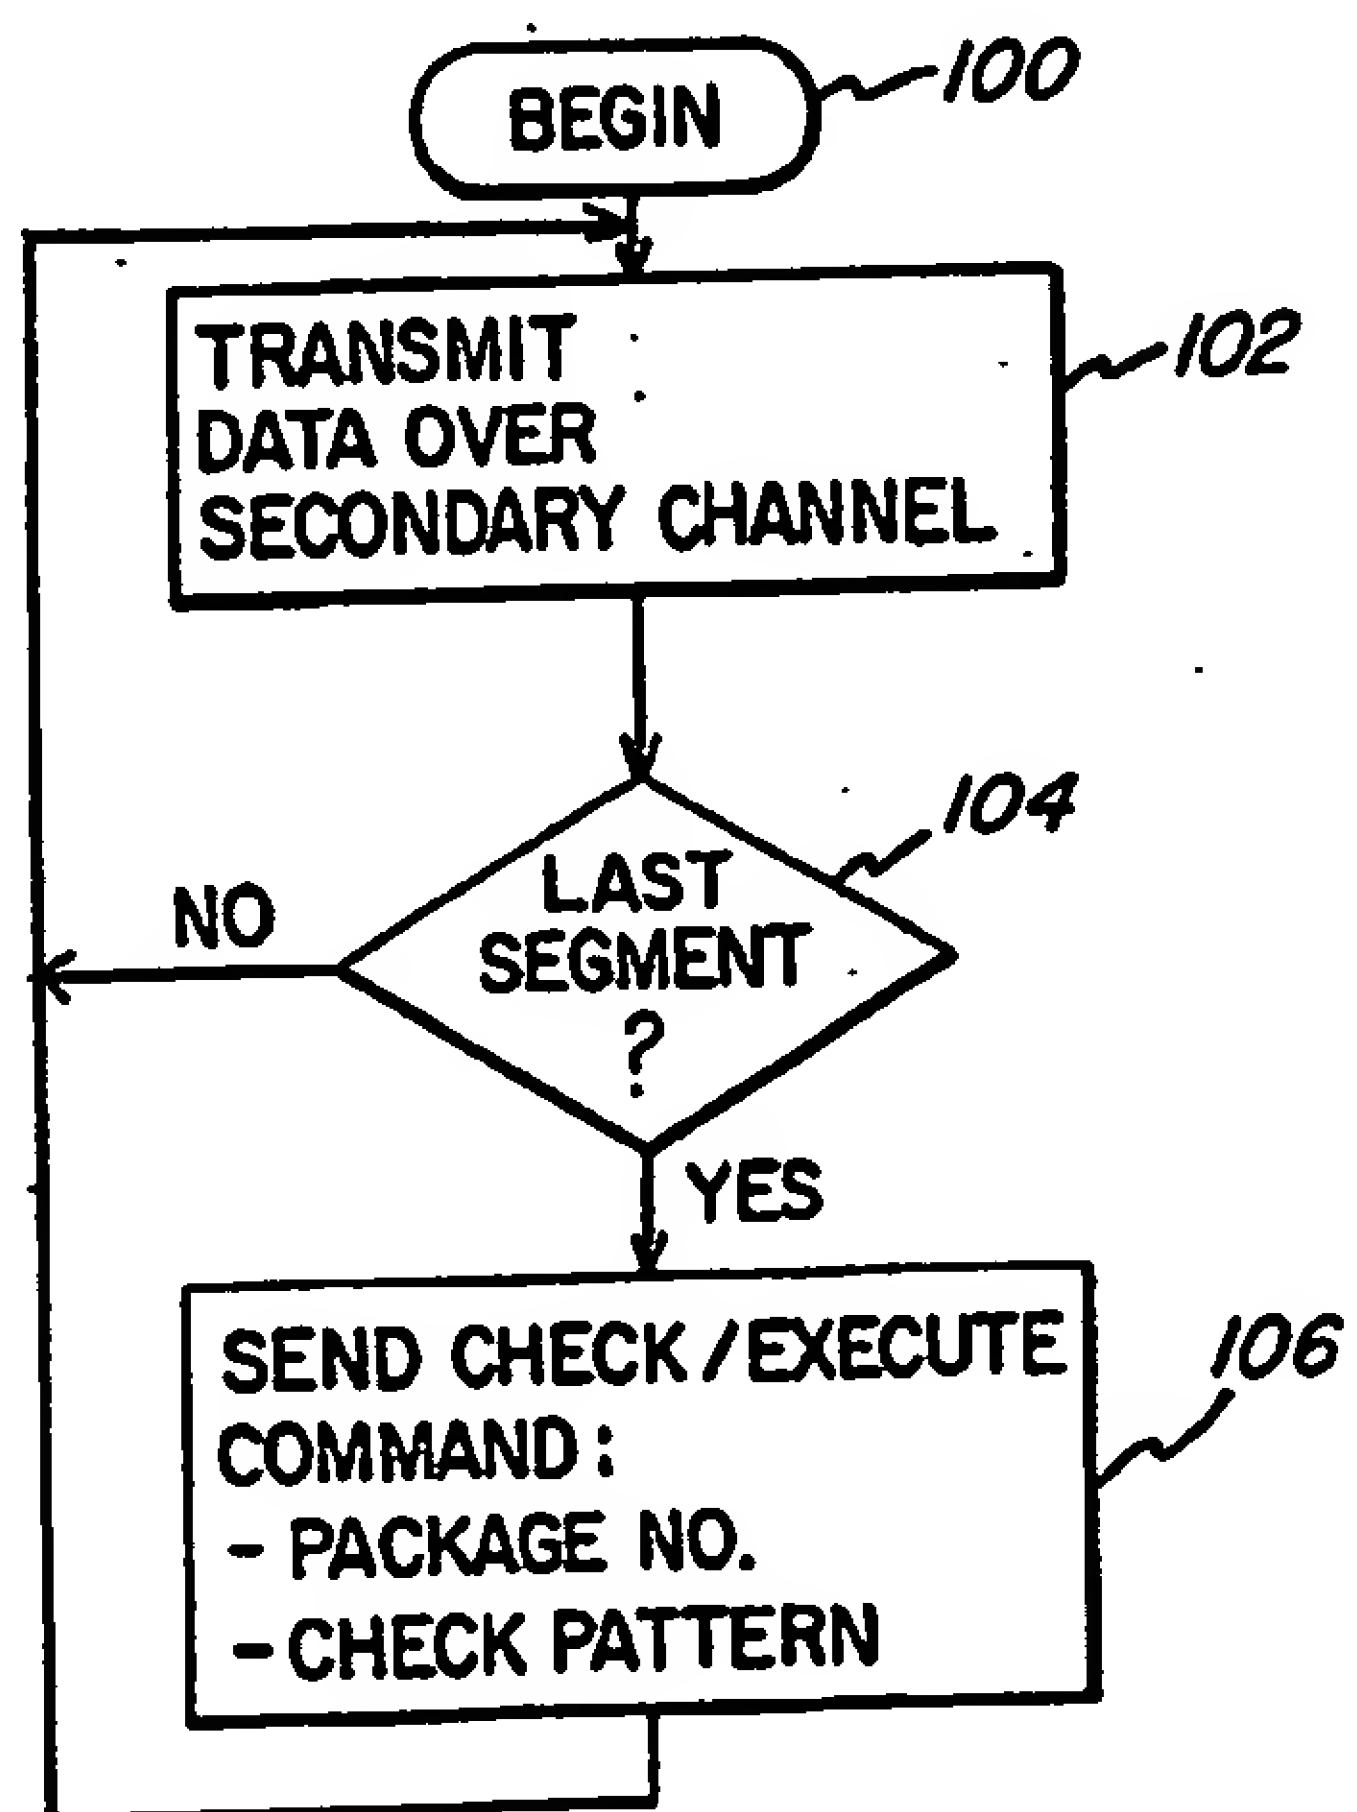 BEGIN
100
TRANSMIT
DATA OVER
SECONDARY CHANNEL
102
LAST
SEGMENT
?
104
NO
YES
SEND CHECK/EXECUTE
COMMAND:
- PACKAGE NO.
- CHECK PATTERN
106